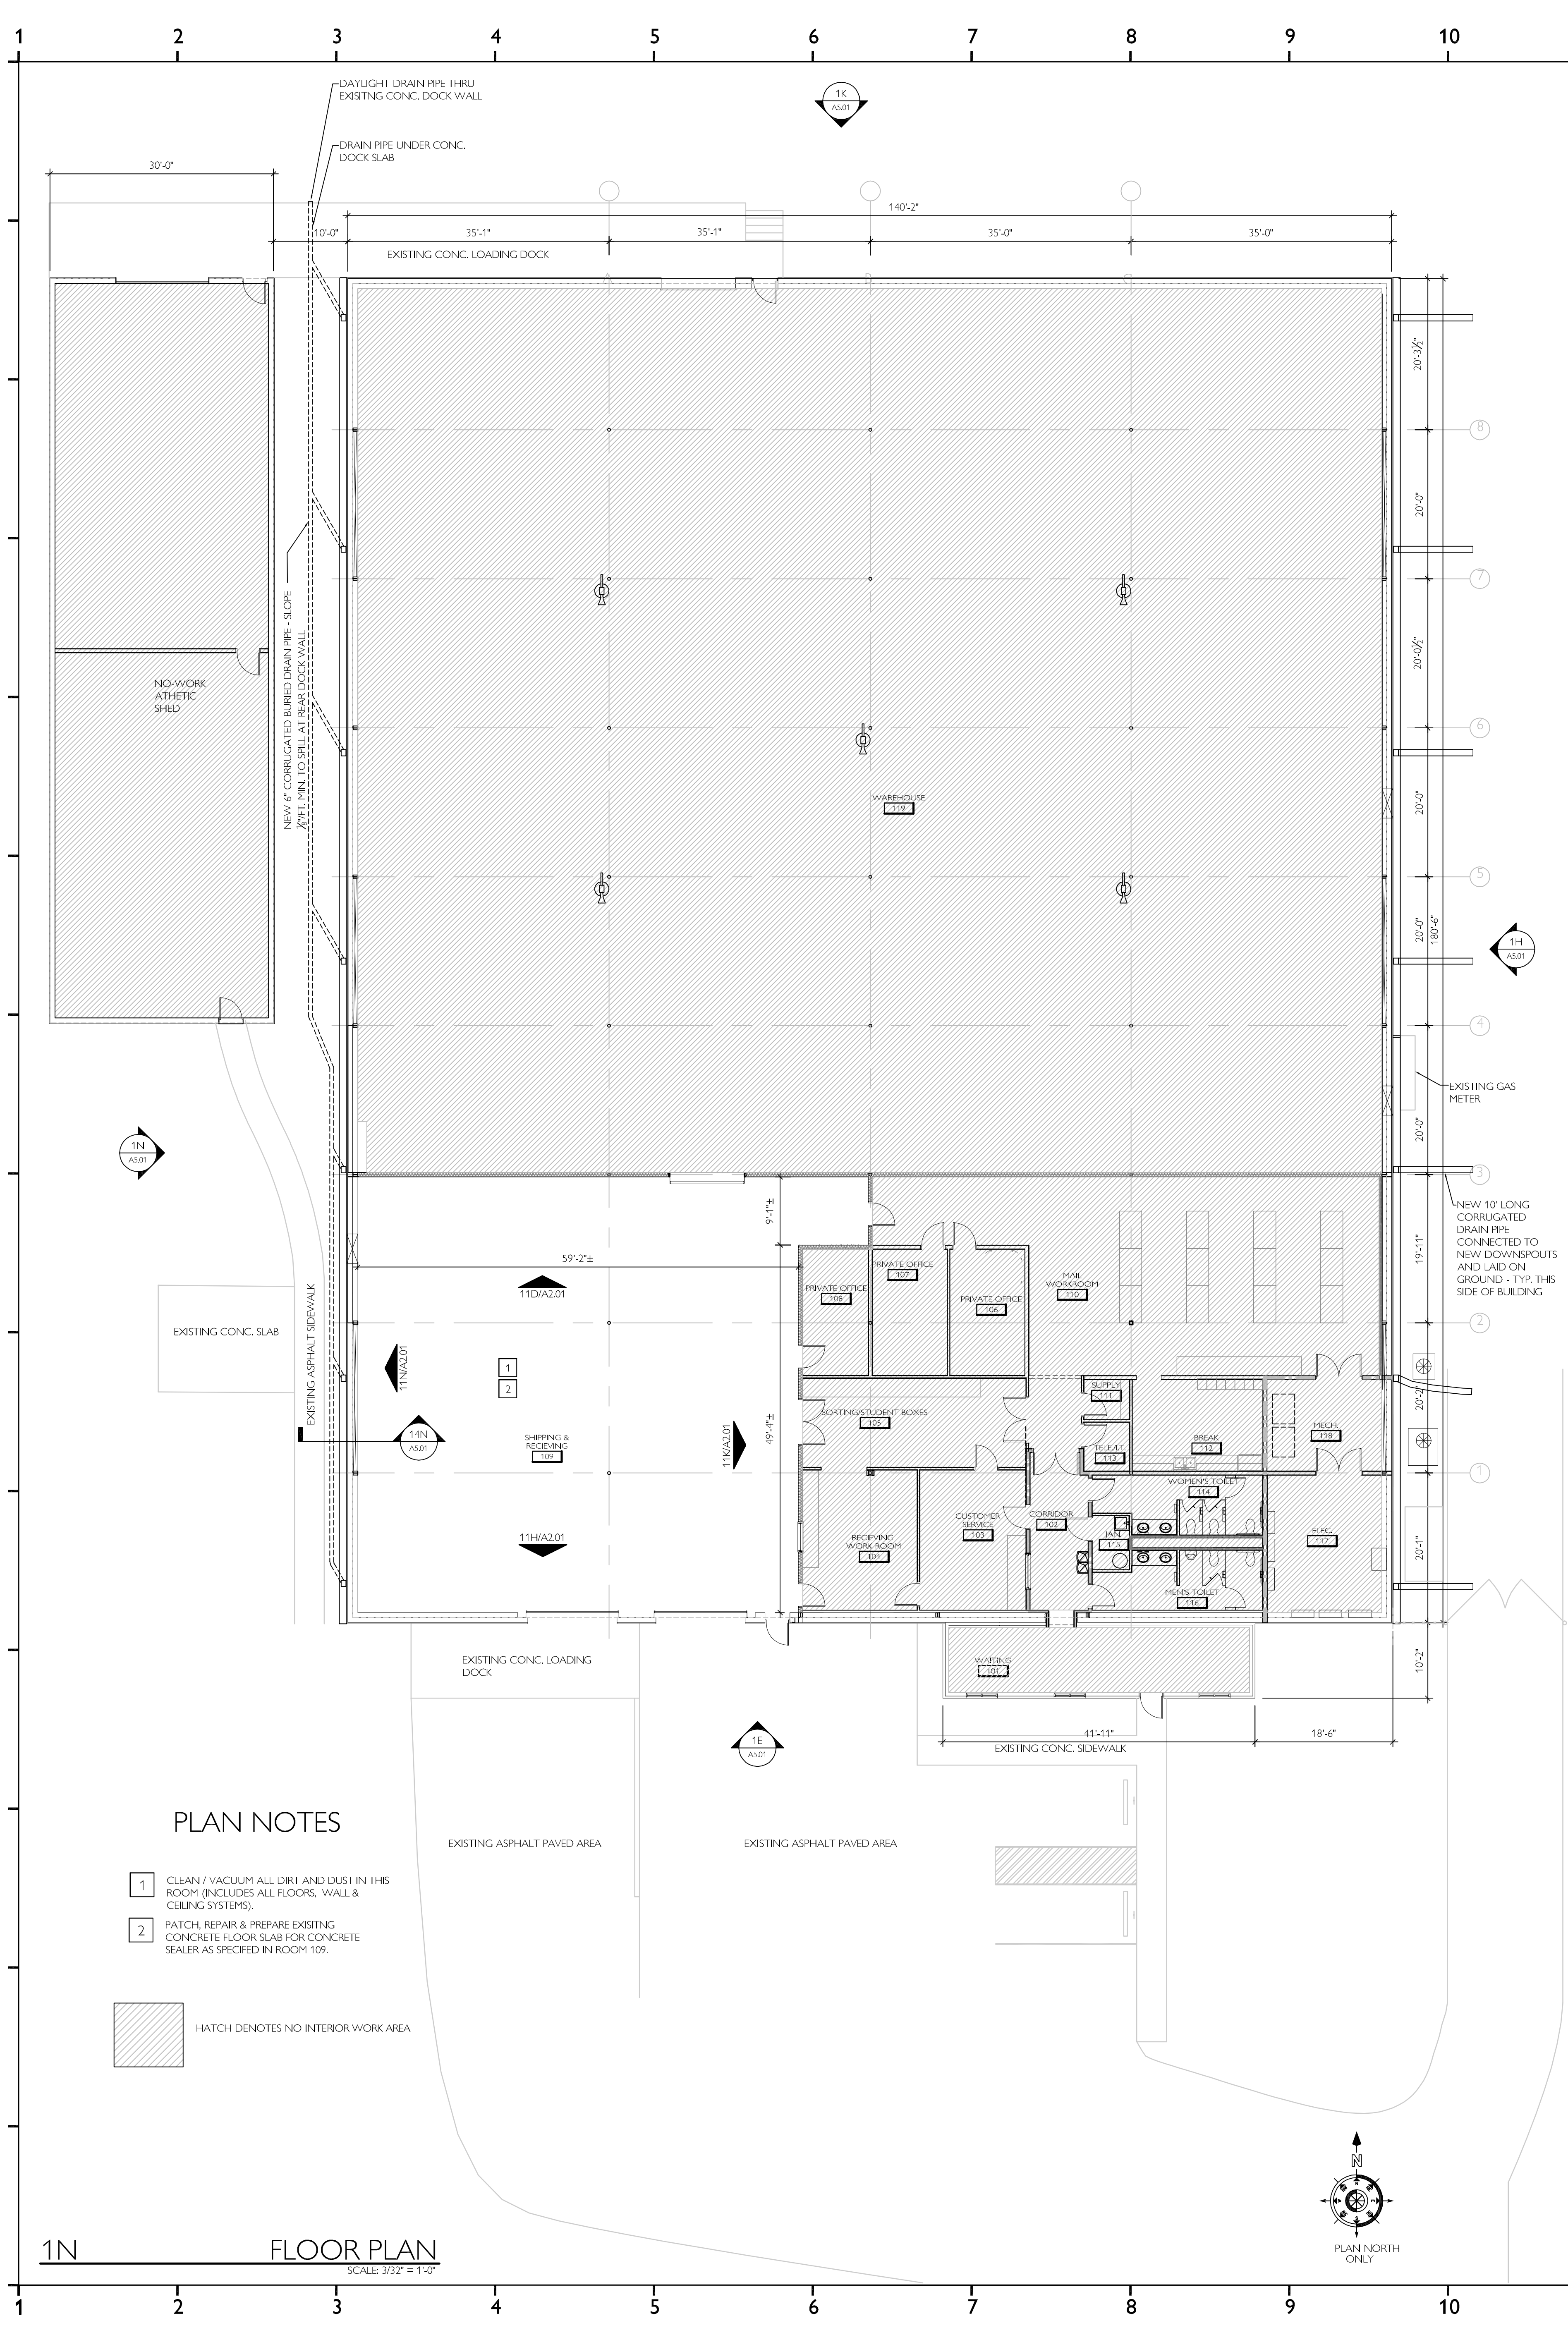 1 2 3 4 5 6 7 8 9 10
DAYLIGHT DRAIN PIPE THRU
EXISITNG CONC. DOCK WALL
1K
A5.01
DRAIN PIPE UNDER CONC.
DOCK SLAB
30'-0"
140'-2"
10'-0"
35'-1"
35'-1"
35'-0"
35'-0"
EXISTING CONC. LOADING DOCK
20'-3½"
8
20'-0"
7
NEW 6" CORRUGATED BURIED DRAIN PIPE - SLOPE
⅛"/FT. MIN. TO SPILL AT REAR DOCK WALL
20'-0½"
NO-WORK
ATHETIC
SHED
6
WAREHOUSE
119
20'-0"
5
20'-0"
180'-6"
1H
A5.01
4
EXISTING GAS
METER
20'-0"
1N
A5.01
3
NEW 10' LONG
CORRUGATED
DRAIN PIPE
CONNECTED TO
NEW DOWNSPOUTS
AND LAID ON
GROUND - TYP. THIS
SIDE OF BUILDING
9'-1"±
19'-11"
59'-2"±
PRIVATE OFFICE
107
PRIVATE OFFICE
108
PRIVATE OFFICE
106
MAIL
WORKROOM
110
11D/A2.01
EXISTING CONC. SLAB
EXISTING ASPHALT SIDEWALK
2
11N/A2.01
1
2
SUPPLY
111
20'-2"
SORTING/STUDENT BOXES
105
49'-4"±
11K/A2.01
14N
A5.01
SHIPPING &
RECIEVING
109
TELE/I.T.
113
BREAK
112
MECH.
118
1
WOMEN'S TOILET
114
CUSTOMER
SERVICE
103
CORRIDOR
102
RECIEVING
WORK ROOM
104
JAN.
115
ELEC.
117
11H/A2.01
20'-1"
MEN'S TOILET
116
WAITING
101
EXISTING CONC. LOADING
DOCK
10'-2"
1E
A5.01
41'-11"
18'-6"
EXISTING CONC. SIDEWALK
PLAN NOTES
EXISTING ASPHALT PAVED AREA
EXISTING ASPHALT PAVED AREA
1
CLEAN / VACUUM ALL DIRT AND DUST IN THIS
ROOM (INCLUDES ALL FLOORS, WALL &
CEILING SYSTEMS).
2
PATCH, REPAIR & PREPARE EXISITNG
CONCRETE FLOOR SLAB FOR CONCRETE
SEALER AS SPECIFED IN ROOM 109.
HATCH DENOTES NO INTERIOR WORK AREA
N
PLAN NORTH
ONLY
1N FLOOR PLAN
SCALE: 3/32" = 1'-0"
1 2 3 4 5 6 7 8 9 10